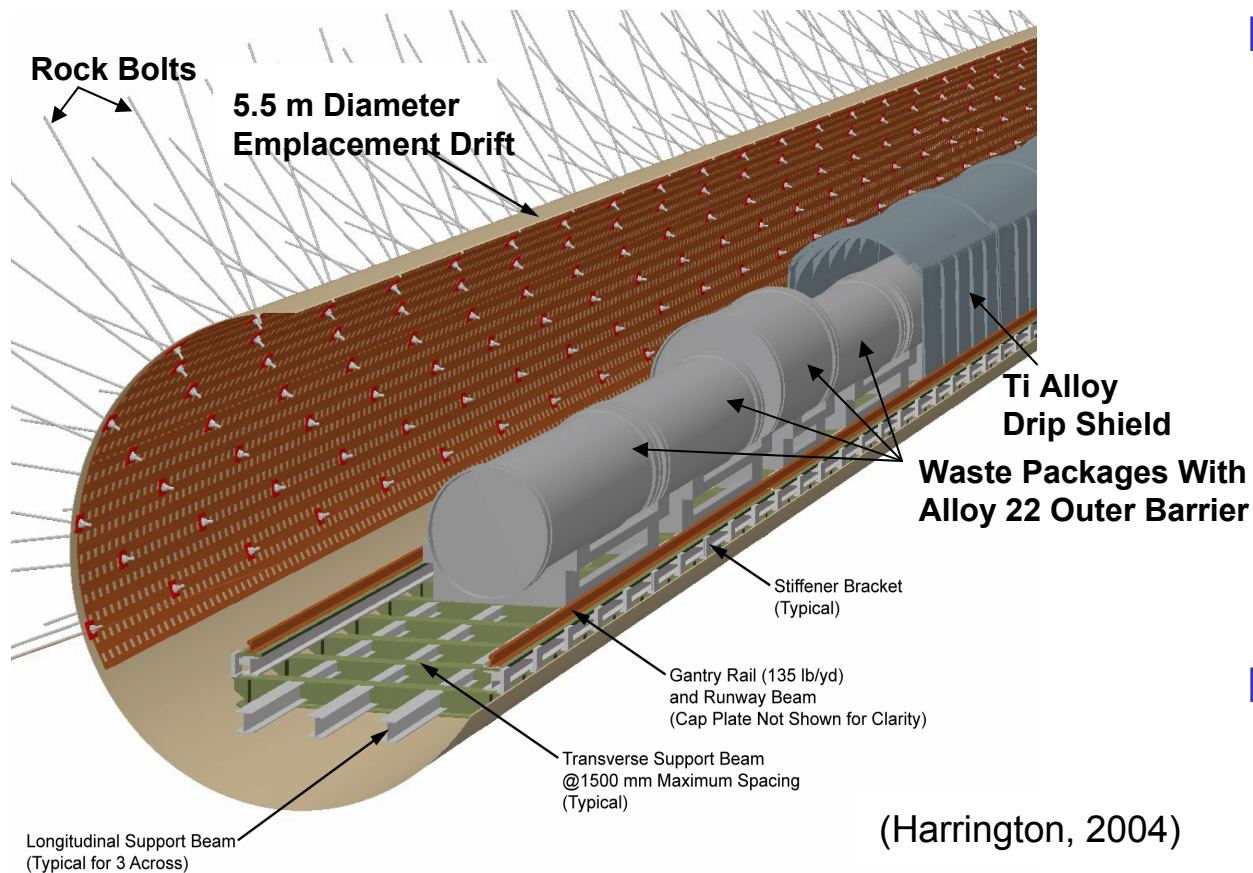 Rock Bolts
5.5 m Diameter
Emplacement Drift
Ti Alloy
Drip Shield
Waste Packages With
Alloy 22 Outer Barrier
Stiffener Bracket
(Typical)
Gantry Rail (135 lb/yd)
and Runway Beam
(Cap Plate Not Shown for Clarity)
Transverse Support Beam
@1500 mm Maximum Spacing
(Typical)
(Harrington, 2004)
Longitudinal Support Beam
(Typical for 3 Across)